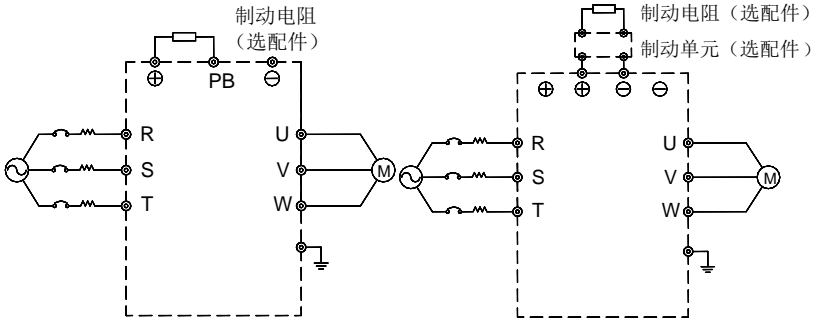 制动电阻
（选配件）
⊕ PB ⊖
R
S
T
U
V
W
M
制动电阻（选配件）
制动单元（选配件）
⊕ ⊕ ⊖ ⊖
R
S
T
U
V
W
M